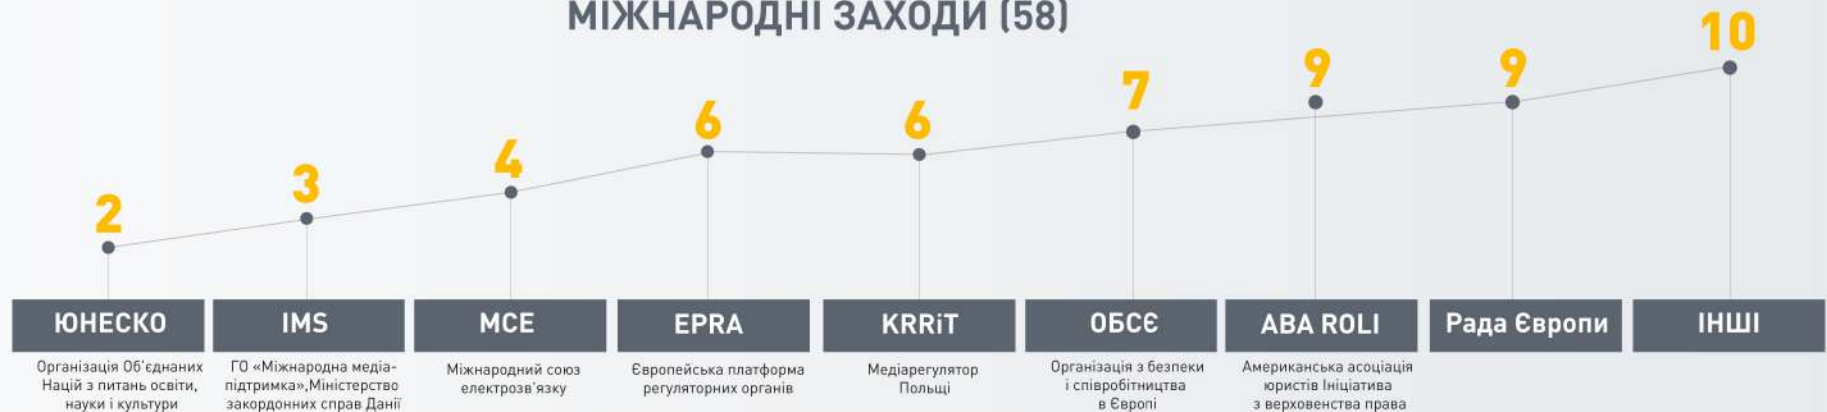 МІЖНАРОДНІ ЗАХОДИ (58)
2
3
4
6
6
7
9
9
10
ЮНЕСКО
IMS
МСЕ
EPRA
KRRiT
ОБСЄ
ABA ROLI
Рада Європи
ІНШІ
Організація Об'єднаних
Націй з питань освіти,
науки і культури
ГО «Міжнародна медіа-
підтримка»,Міністерство
закордонних справ Данії
Міжнародний союз
електрозв'язку
Європейська платформа
регуляторних органів
Медіарегулятор
Польщі
Організація з безпеки
і співробітництва
в Європі
Американська асоціація
юристів Ініціатива
з верховенства права